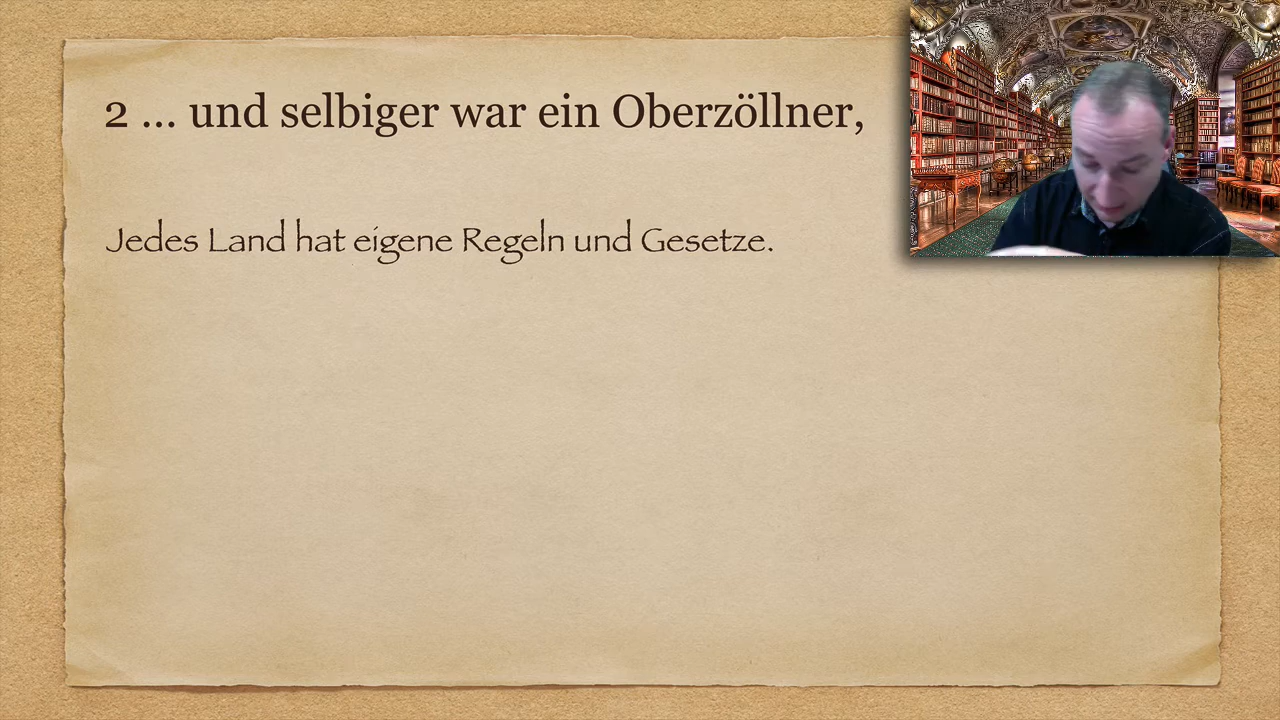 2 ... und selbiger war ein Oberzöllner,
Jedes Land hat eigene Regeln und Gesetze.